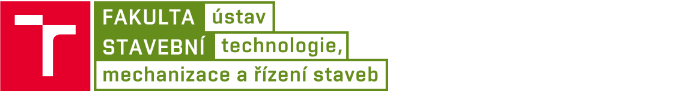 FAKULTA ústav
STAVEBNÍ technologie,
mechanizace a řízení staveb